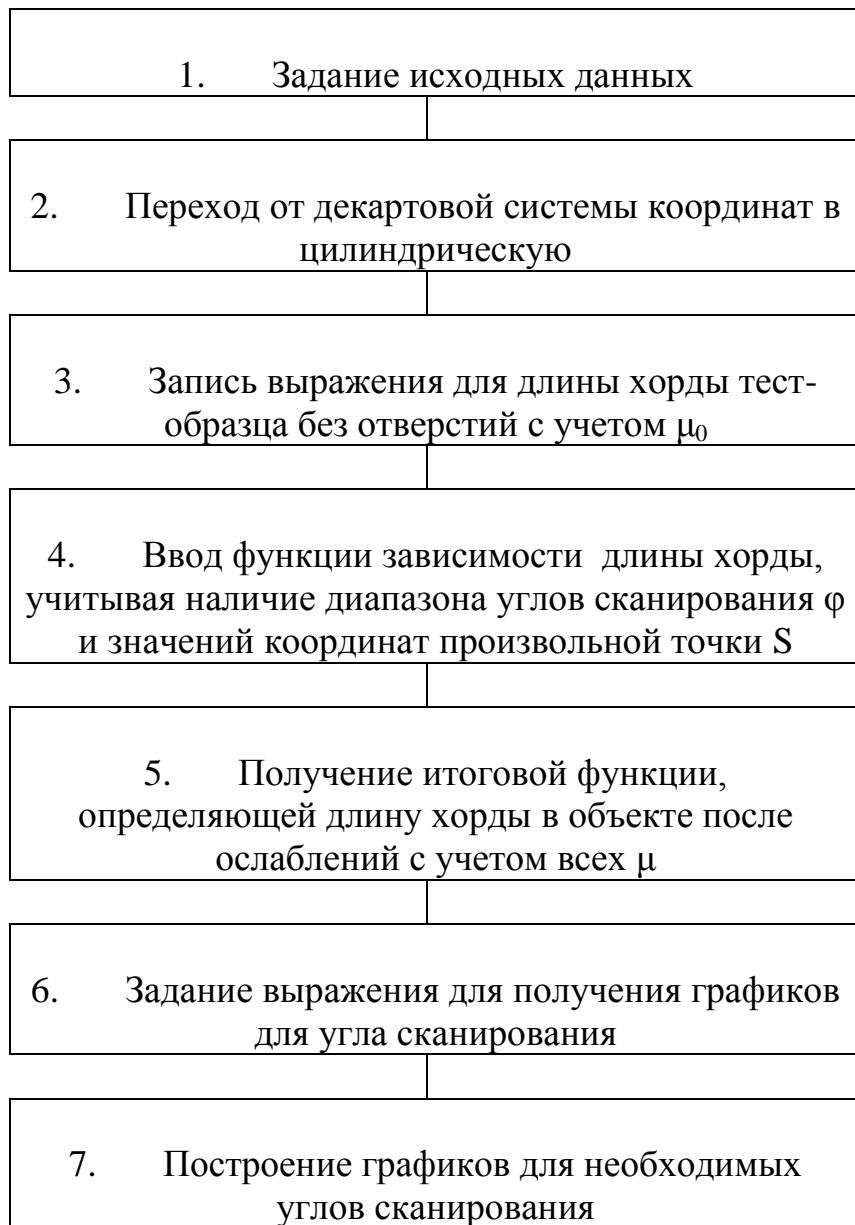 1. Задание исходных данных
2. Переход от декартовой системы координат в
цилиндрическую
3. Запись выражения для длины хорды тест-
образца без отверстий с учетом μ₀
4. Ввод функции зависимости длины хорды,
учитывая наличие диапазона углов сканирования φ
и значений координат произвольной точки S
5. Получение итоговой функции,
определяющей длину хорды в объекте после
ослаблений с учетом всех μ
6. Задание выражения для получения графиков
для угла сканирования
7. Построение графиков для необходимых
углов сканирования